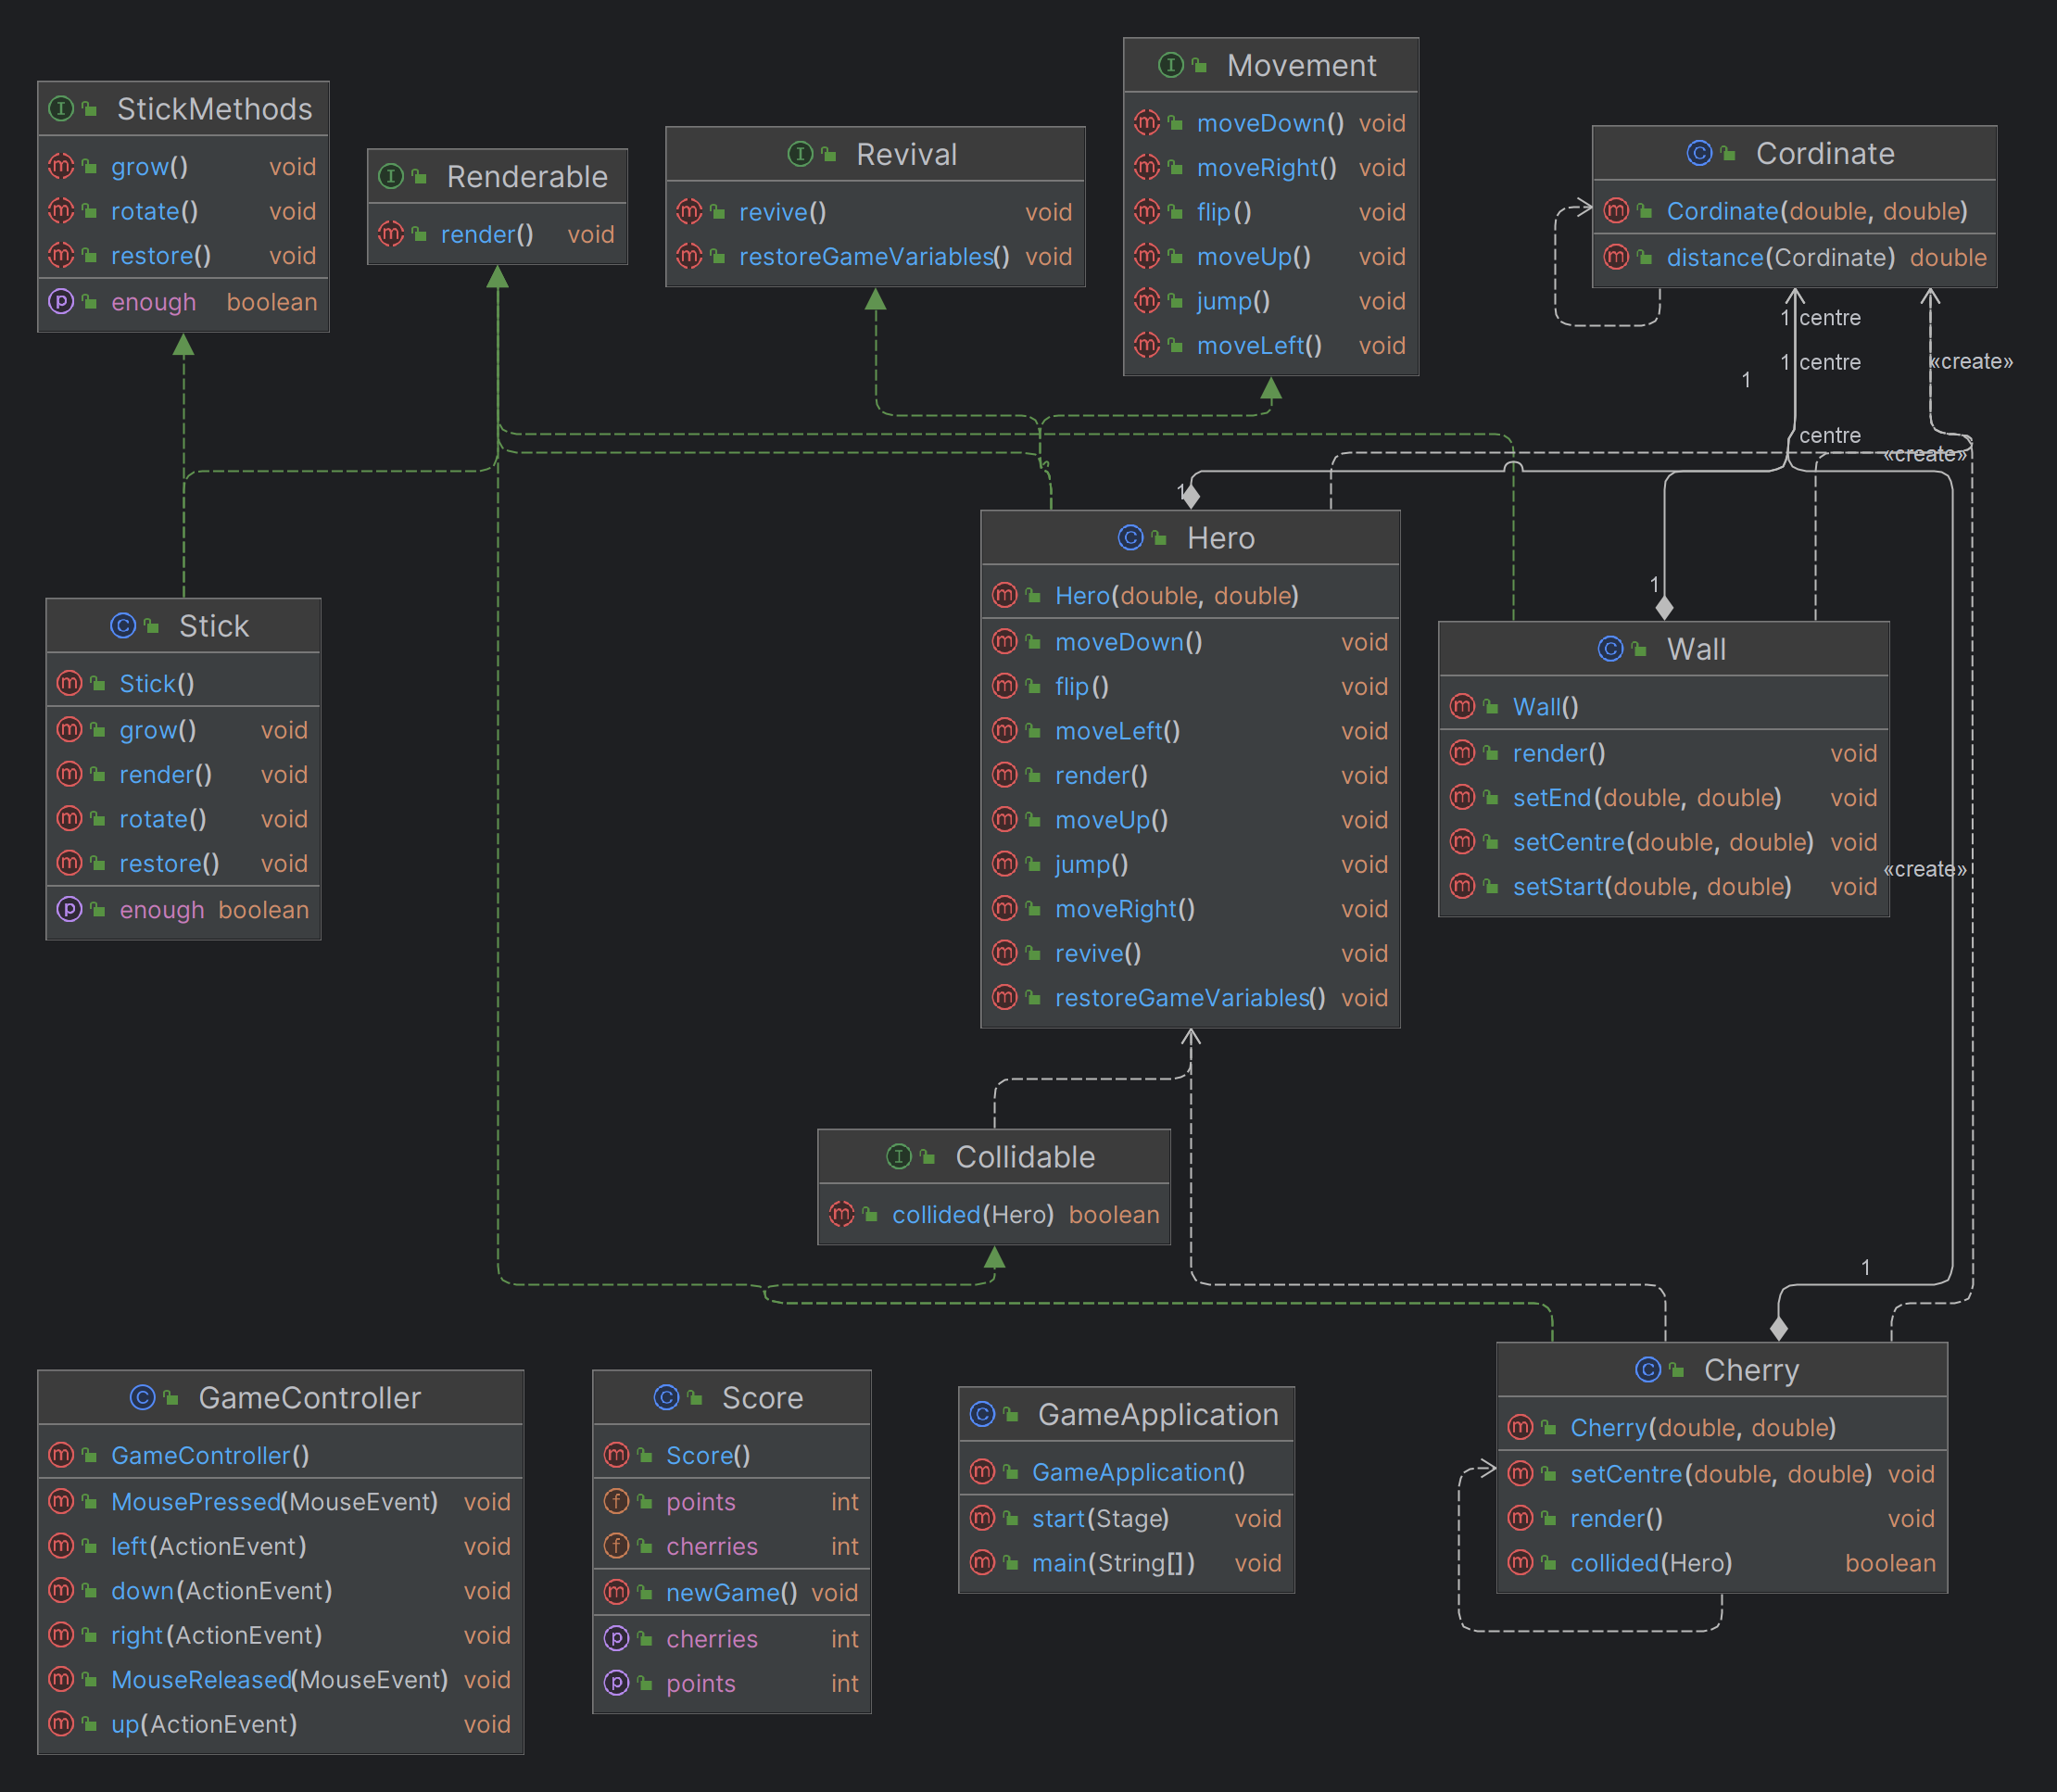 StickMethods
grow() void
rotate() void
restore() void
enough boolean
Renderable
render() void
Revival
revive() void
restoreGameVariables() void
Movement
moveDown() void
moveRight() void
flip() void
moveUp() void
jump() void
moveLeft() void
Cordinate
Cordinate(double, double)
distance(Cordinate) double
1 centre
1 centre
1
centre
«create»
«create»
1
1
Stick
Stick()
grow() void
render() void
rotate() void
restore() void
enough boolean
Hero
Hero(double, double)
moveDown() void
flip() void
moveLeft() void
render() void
moveUp() void
jump() void
moveRight() void
revive() void
restoreGameVariables() void
Wall
Wall()
render() void
setEnd(double, double) void
setCentre(double, double) void
setStart(double, double) void
«create»
Collidable
collided(Hero) boolean
1
GameController
GameController()
MousePressed(MouseEvent) void
left(ActionEvent) void
down(ActionEvent) void
right(ActionEvent) void
MouseReleased(MouseEvent) void
up(ActionEvent) void
Score
Score()
points int
cherries int
newGame() void
cherries int
points int
GameApplication
GameApplication()
start(Stage) void
main(String[]) void
Cherry
Cherry(double, double)
setCentre(double, double) void
render() void
collided(Hero) boolean